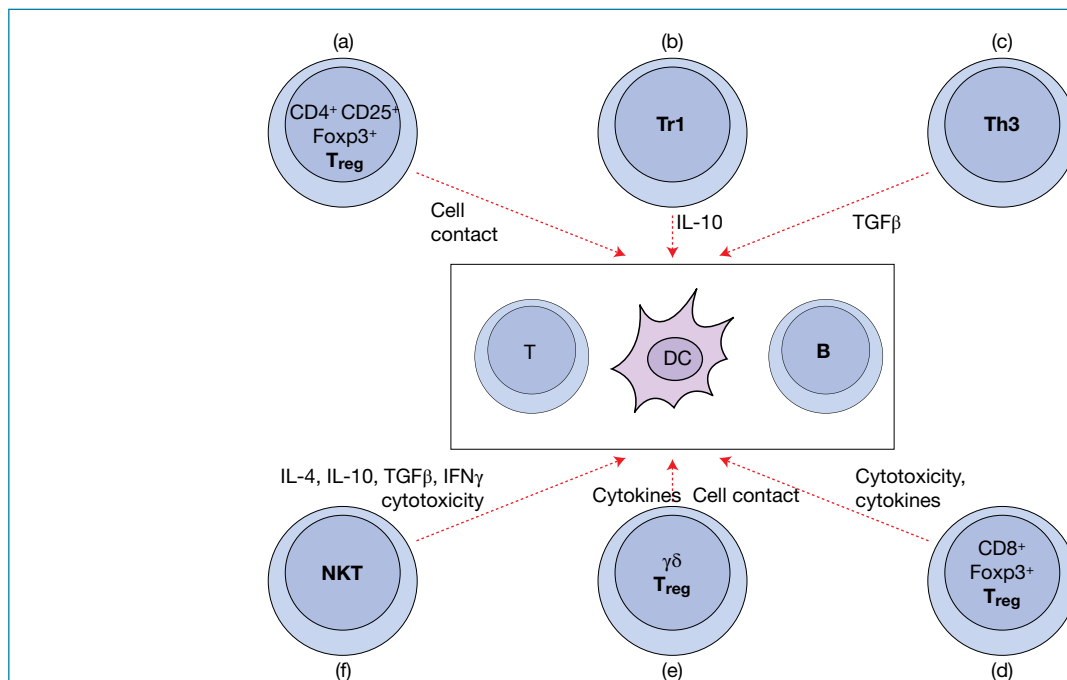 (a)
(b)
(c)
CD4⁺ CD25⁺
Foxp3⁺
Treg
Tr1
Th3
Cell
contact
IL-10
TGFβ
T
DC
B
IL-4, IL-10, TGFβ, IFNγ
cytotoxicity
Cytokines
Cell contact
Cytotoxicity,
cytokines
NKT
γδ
Treg
CD8⁺
Foxp3⁺
Treg
(f)
(e)
(d)